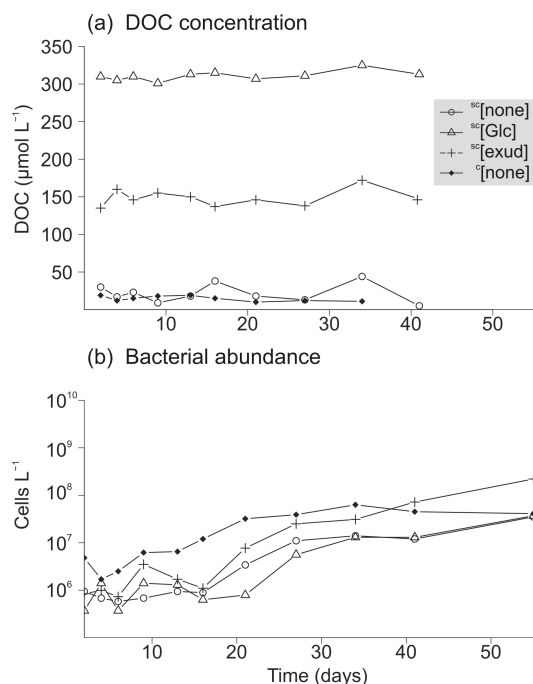 (a) DOC concentration
350
300
250
200
150
100
50
DOC (µmol L⁻¹)
sc[none]
sc[Glc]
sc[exud]
c[none]
10
20
30
40
50
(b) Bacterial abundance
10¹⁰
10⁹
10⁸
10⁷
10⁶
Cells L⁻¹
10
20
30
40
50
Time (days)